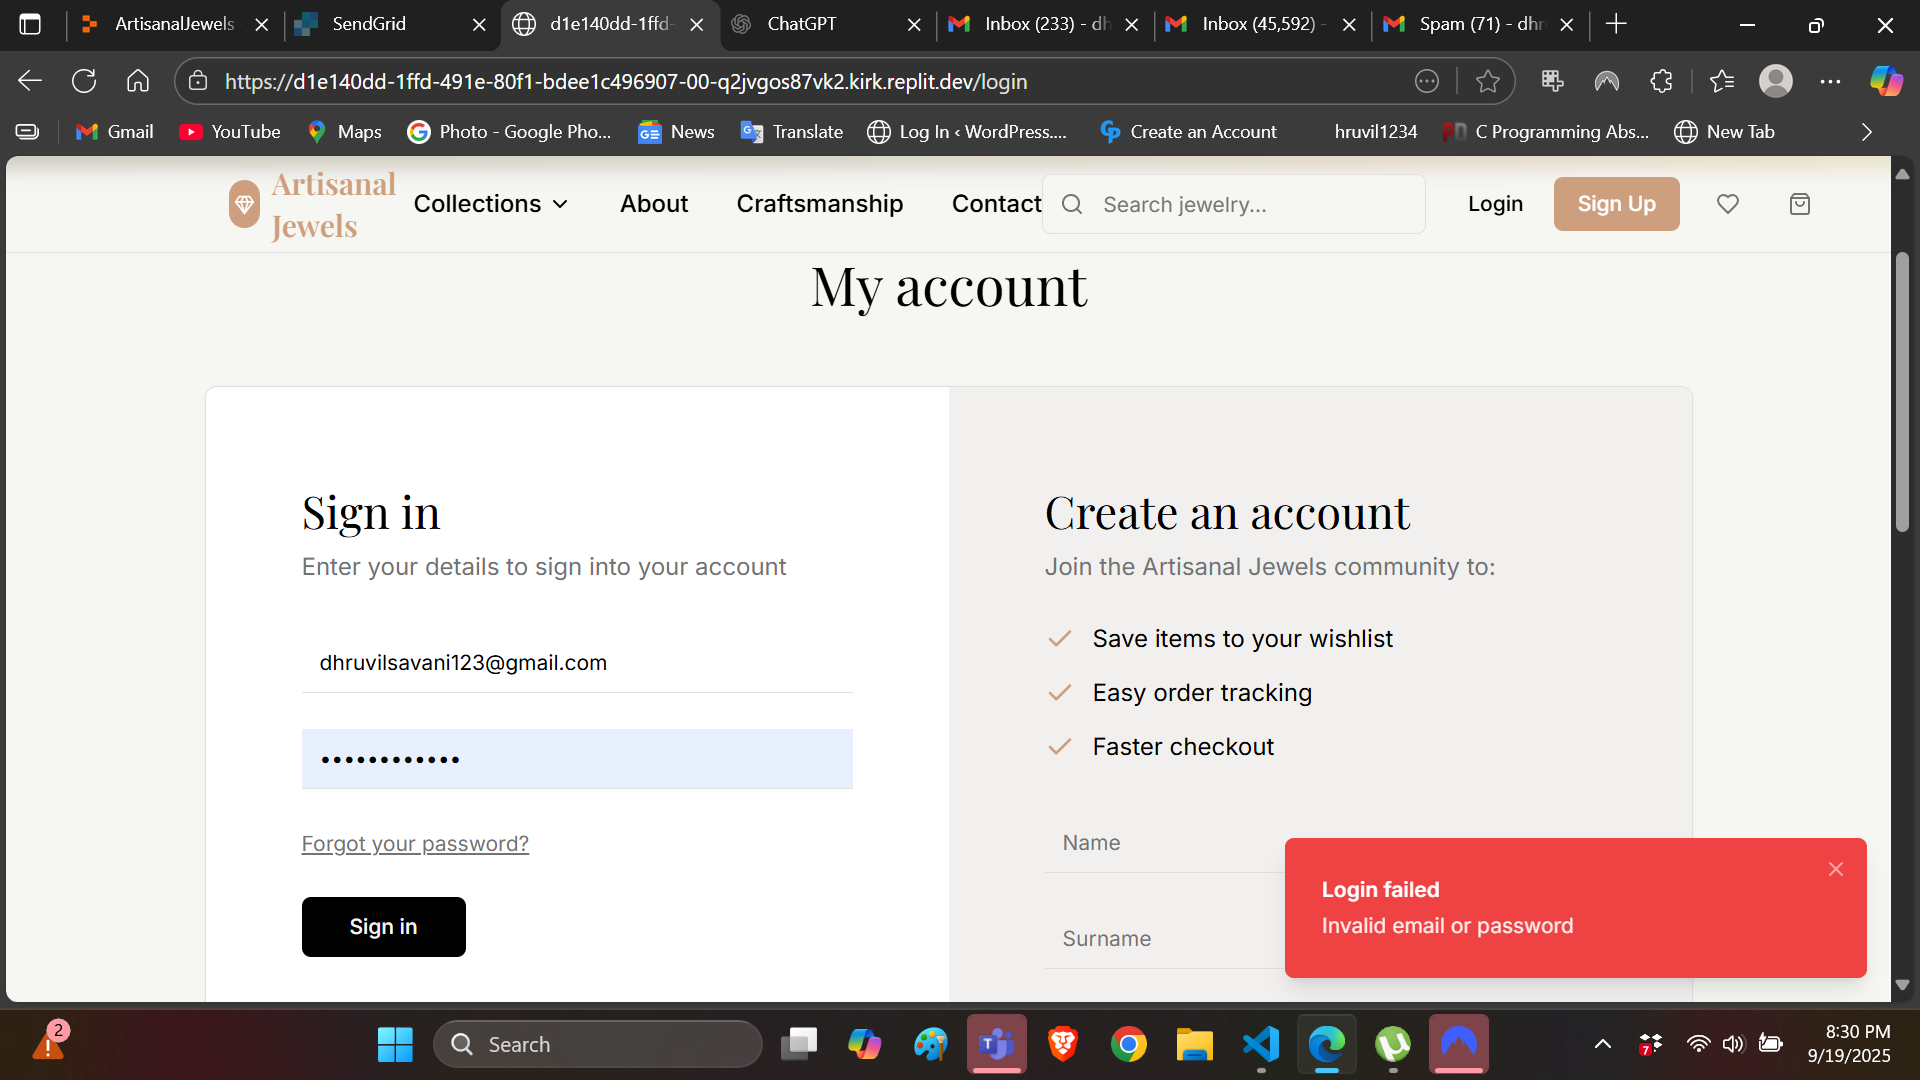 ArtisanalJewels
SendGrid
d1e140dd-1ffd-
ChatGPT
Inbox (233) - dh
Inbox (45,592) -
Spam (71) - dhr
https://d1e140dd-1ffd-491e-80f1-bdee1c496907-00-q2jvgos87vk2.kirk.replit.dev/login
Gmail
YouTube
Maps
Photo - Google Pho...
News
Translate
Log In ‹ WordPress....
Create an Account
hruvil1234
C Programming Abs...
New Tab
Artisanal
Jewels
Collections
About
Craftsmanship
Contact
Search jewelry...
Login
Sign Up
My account
Sign in
Enter your details to sign into your account
dhruvilsavani123@gmail.com
••••••••••••
Forgot your password?
Sign in
Create an account
Join the Artisanal Jewels community to:
Save items to your wishlist
Easy order tracking
Faster checkout
Name
Surname
Login failed
Invalid email or password
2
Search
7
8:30 PM
9/19/2025